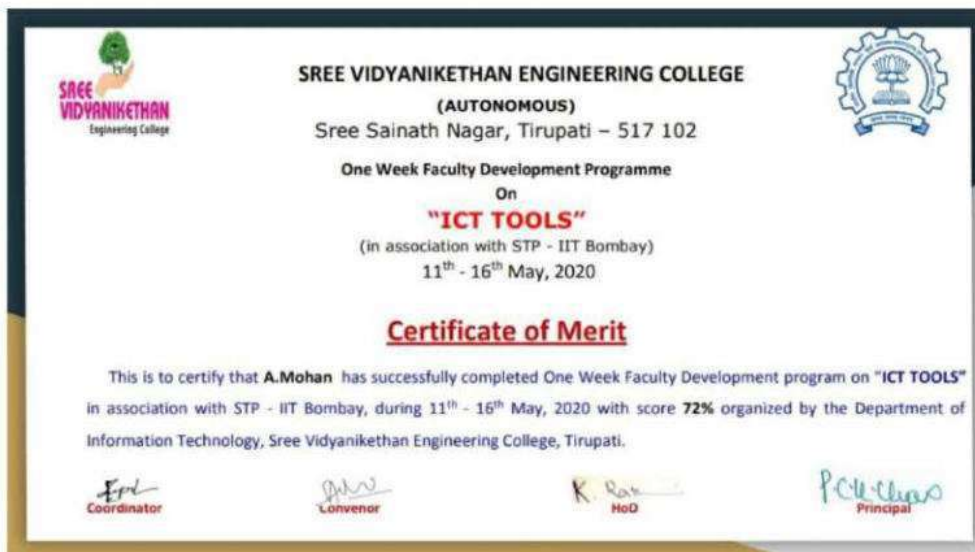 SREE
VIDYANIKETHAN
Engineering College
SREE VIDYANIKETHAN ENGINEERING COLLEGE
(AUTONOMOUS)
Sree Sainath Nagar, Tirupati – 517 102
One Week Faculty Development Programme
On
"ICT TOOLS"
(in association with STP - IIT Bombay)
11th - 16th May, 2020
Certificate of Merit
This is to certify that A.Mohan has successfully completed One Week Faculty Development program on "ICT TOOLS"
in association with STP - IIT Bombay, during 11th - 16th May, 2020 with score 72% organized by the Department of
Information Technology, Sree Vidyanikethan Engineering College, Tirupati.
Coordinator
Convenor
HoD
Principal